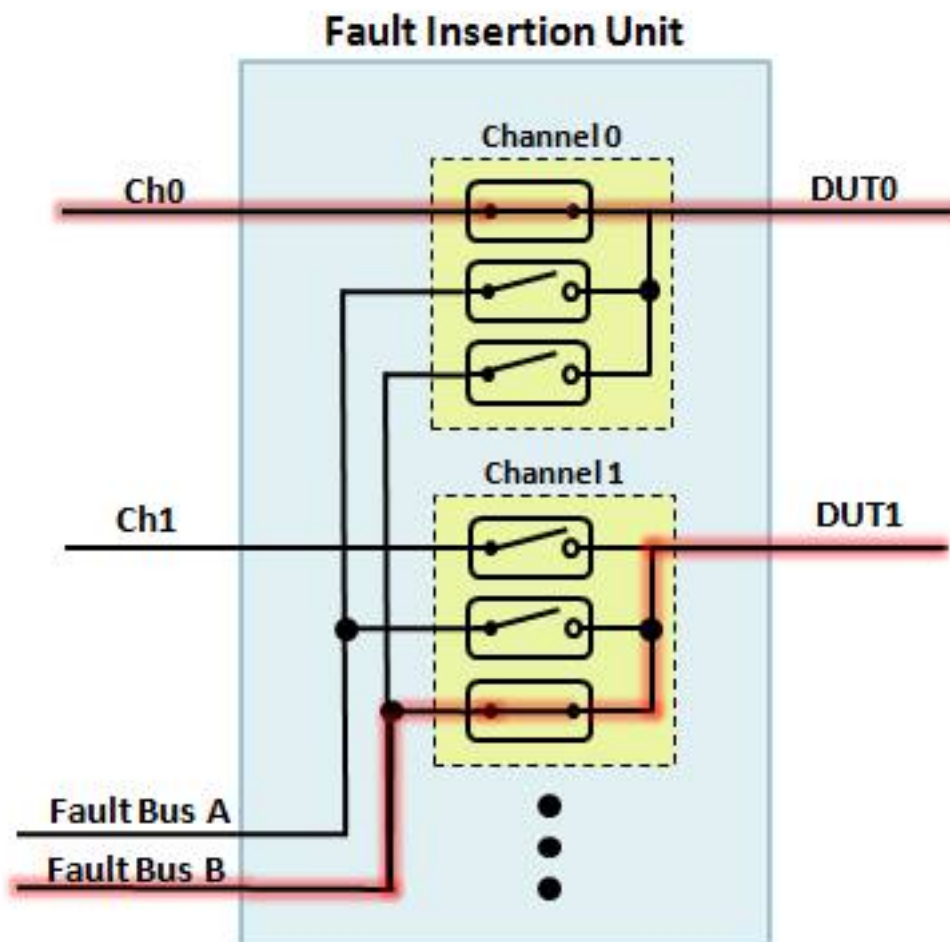 Fault Insertion Unit
Channel 0
Ch0
DUT0
Channel 1
Ch1
DUT1
Fault Bus A
Fault Bus B